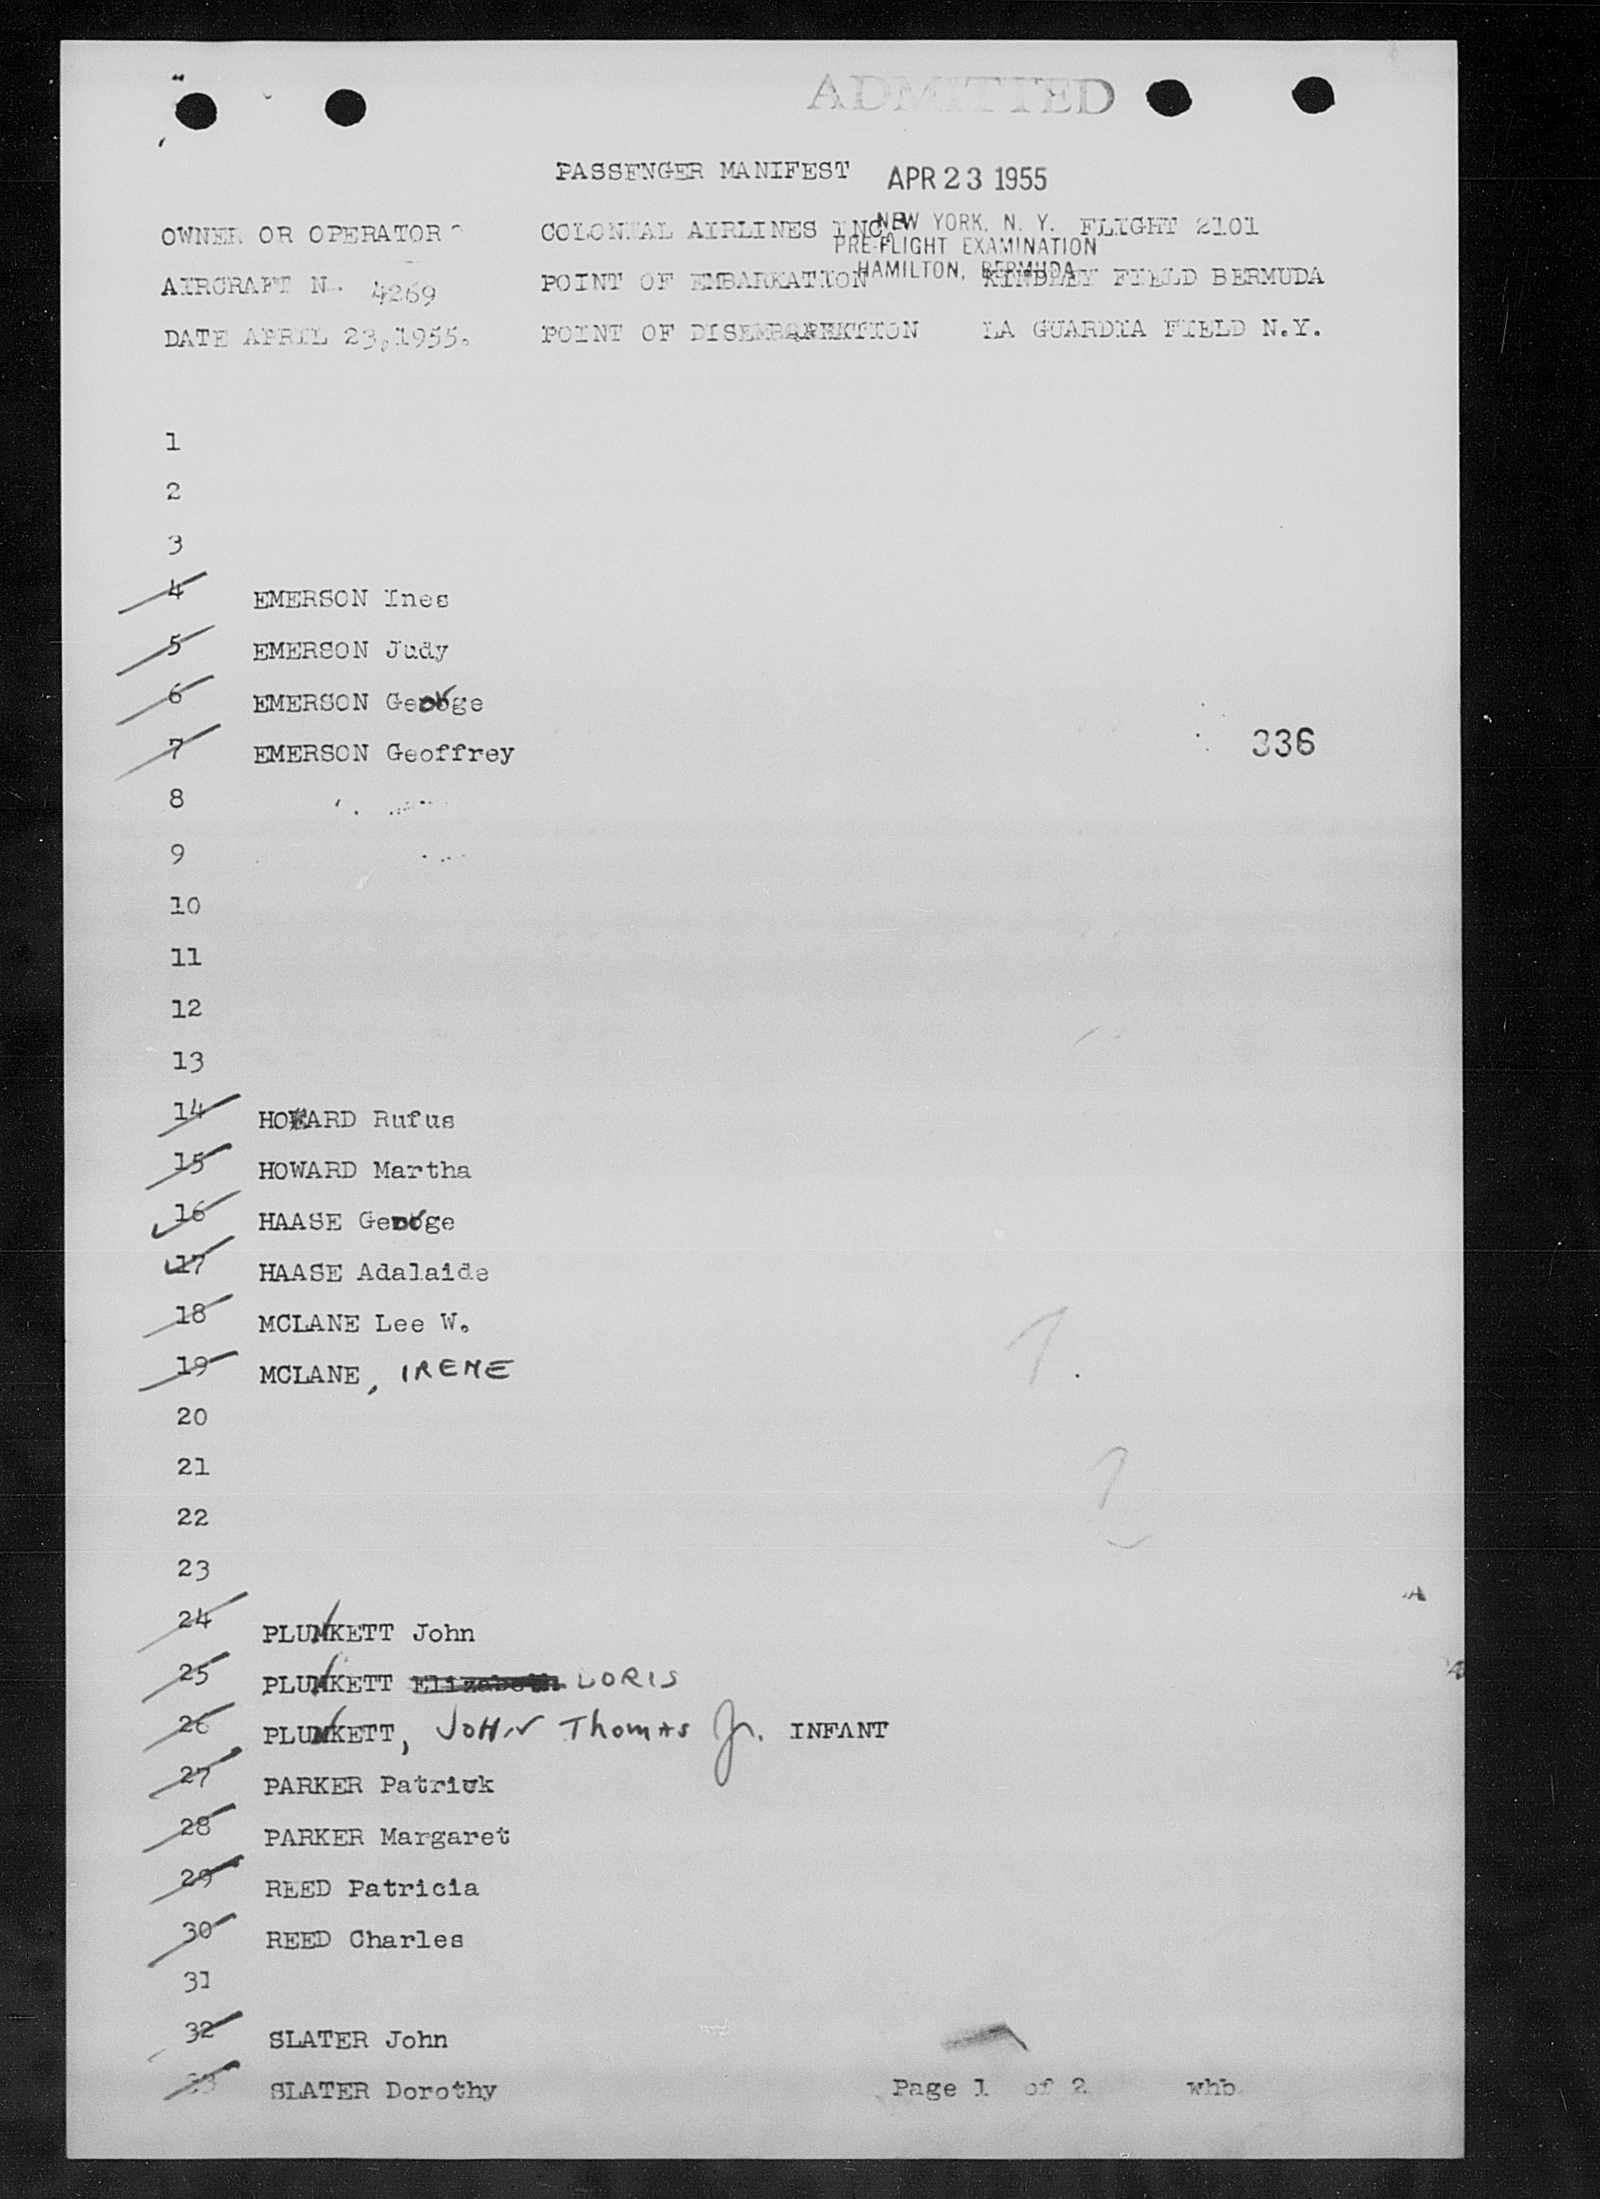 ADMITTED
PASSENGER MANIFEST APR 23 1955
OWNER OR OPERATOR COLONIAL AIRLINES INC. FLIGHT 2101
NEW YORK, N. Y.
PRE-FLIGHT EXAMINATION
HAMILTON, BERMUDA
AIRCRAFT N 4269 POINT OF EMBARKATION KINDLEY FIELD BERMUDA
DATE APRIL 23,1955. POINT OF LA GUARDIA FIELD N.Y.
1
2
3
4 EMERSON Ines
5 EMERSON Judy
6 EMERSON George
7 EMERSON Geoffrey
336
8
9
10
11
12
13
14 HOWARD Rufus
15 HOWARD Martha
16 HAASE George
17 HAASE Adalaide
18 MCLANE Lee W.
19 MCLANE, IRENE
20
21
22
23
24 PLUNKETT John
25 PLUNKETT Elizabeth DORIS
26 PLUNKETT, JOHN Thomas Jr. INFANT
27 PARKER Patrick
28 PARKER Margaret
29 REED Patricia
30 REED Charles
31
32 SLATER John
33 SLATER Dorothy
Page 1 of 2 whb